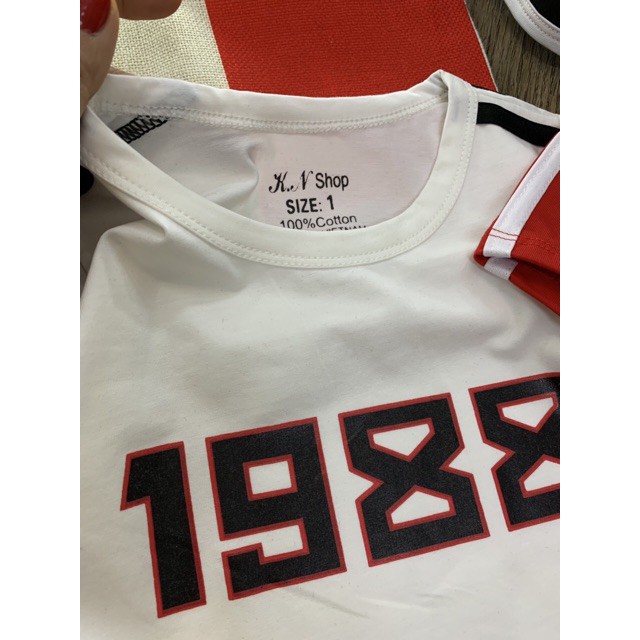 K.N Shop
SIZE: 1
100%Cotton
1988